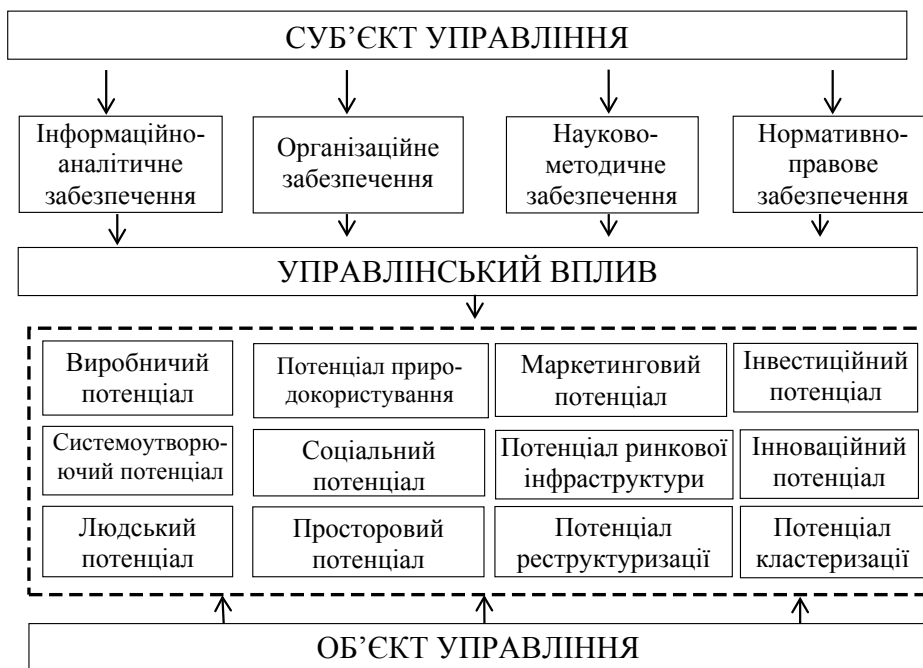 СУБ’ЄКТ УПРАВЛІННЯ
Інформаційно-
аналітичне
забезпечення
Організаційне
забезпечення
Науково-
методичне
забезпечення
Нормативно-
правове
забезпечення
УПРАВЛІНСЬКИЙ ВПЛИВ
Виробничий
потенціал
Потенціал приро-
докористування
Маркетинговий
потенціал
Інвестиційний
потенціал
Системоутворю-
ючий потенціал
Соціальний
потенціал
Потенціал ринкової
інфраструктури
Інноваційний
потенціал
Людський
потенціал
Просторовий
потенціал
Потенціал
реструктуризації
Потенціал
кластеризації
ОБ’ЄКТ УПРАВЛІННЯ